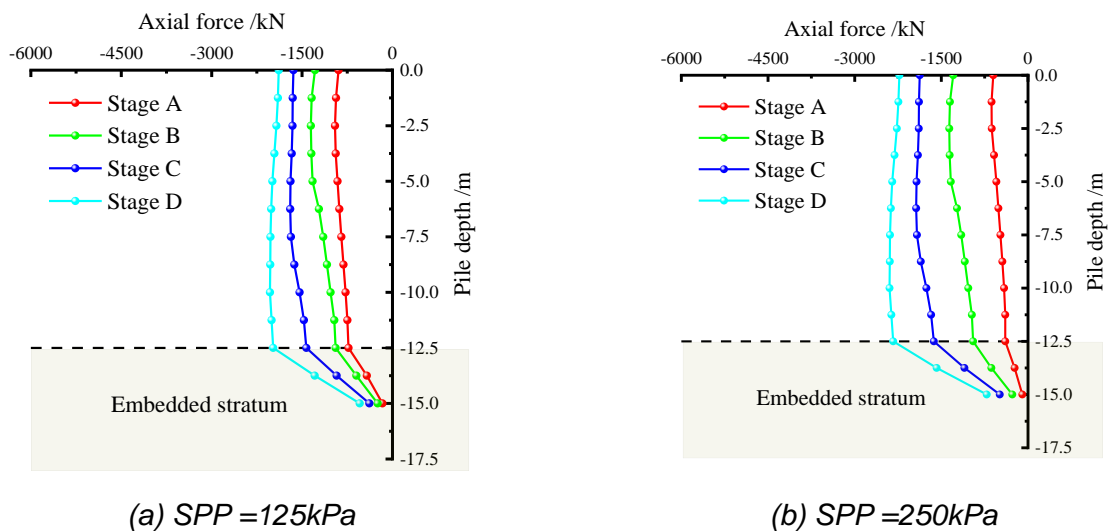 Axial force /kN
-6000 -4500 -3000 -1500 0
0.0
-2.5
-5.0
-7.5
-10.0
-12.5
-15.0
-17.5
Pile depth /m
Stage A
Stage B
Stage C
Stage D
Embedded stratum
(a) SPP =125kPa
Axial force /kN
-6000 -4500 -3000 -1500 0
0.0
-2.5
-5.0
-7.5
-10.0
-12.5
-15.0
-17.5
Pile depth /m
Stage A
Stage B
Stage C
Stage D
Embedded stratum
(b) SPP =250kPa